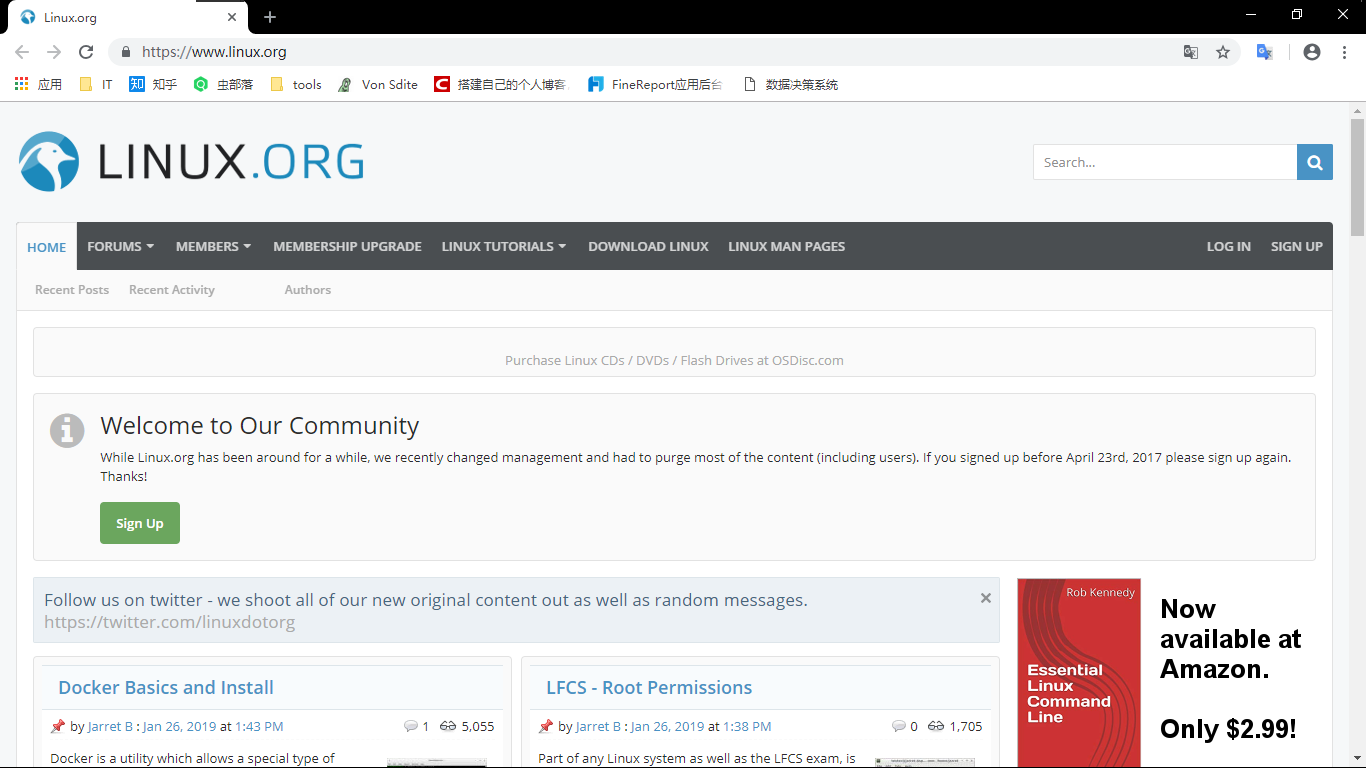 Linux.org
https://www.linux.org
应用
IT
知 知乎
虫部落
tools
Von Sdite
C 搭建自己的个人博客
FineReport应用后台
数据决策系统
LINUX.ORG
Search...
HOME
FORUMS
MEMBERS
MEMBERSHIP UPGRADE
LINUX TUTORIALS
DOWNLOAD LINUX
LINUX MAN PAGES
LOG IN
SIGN UP
Recent Posts
Recent Activity
Authors
Purchase Linux CDs / DVDs / Flash Drives at OSDisc.com
Welcome to Our Community
While Linux.org has been around for a while, we recently changed management and had to purge most of the content (including users). If you signed up before April 23rd, 2017 please sign up again.
Thanks!
Sign Up
Follow us on twitter - we shoot all of our new original content out as well as random messages.
https://twitter.com/linuxdotorg
Docker Basics and Install
by Jarret B : Jan 26, 2019 at 1:43 PM
1
5,055
Docker is a utility which allows a special type of
LFCS - Root Permissions
by Jarret B : Jan 26, 2019 at 1:38 PM
0
1,705
Part of any Linux system as well as the LFCS exam, is
Rob Kennedy
Essential
Linux
Command
Line
Now
available at
Amazon.
Only $2.99!